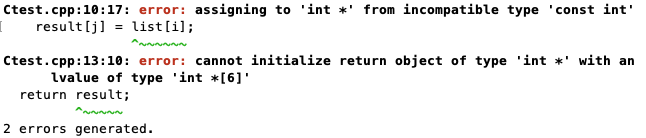 Ctest.cpp:10:17: error: assigning to 'int *' from incompatible type 'const int'
    result[j] = list[i];
                ^~~~~~~
Ctest.cpp:13:10: error: cannot initialize return object of type 'int *' with an
      lvalue of type 'int *[6]'
  return result;
         ^~~~~~
2 errors generated.